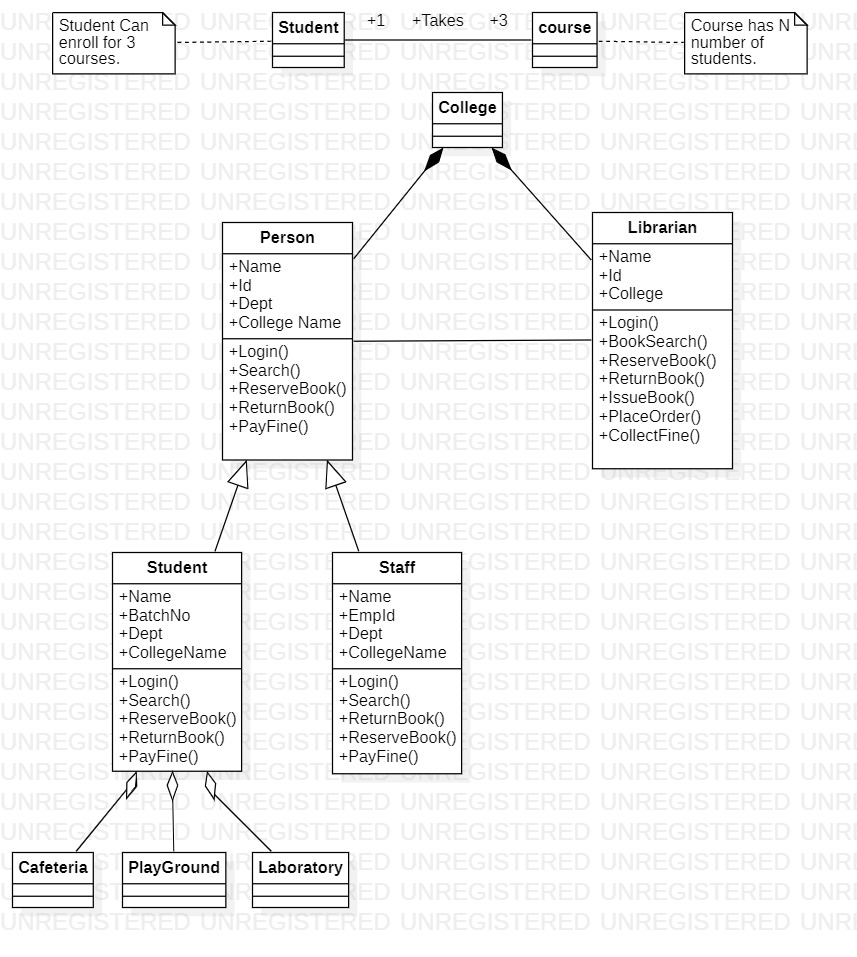 Student Can
enroll for 3
courses.
Student
+1
+Takes
+3
course
Course has N
number of
students.
College
Person
+Name
+Id
+Dept
+College Name
+Login()
+Search()
+ReserveBook()
+ReturnBook()
+PayFine()
Librarian
+Name
+Id
+College
+Login()
+BookSearch()
+ReserveBook()
+ReturnBook()
+IssueBook()
+PlaceOrder()
+CollectFine()
Student
+Name
+BatchNo
+Dept
+CollegeName
+Login()
+Search()
+ReserveBook()
+ReturnBook()
+PayFine()
Staff
+Name
+EmpId
+Dept
+CollegeName
+Login()
+Search()
+ReturnBook()
+ReserveBook()
+PayFine()
Cafeteria
PlayGround
Laboratory
UNREGISTERED